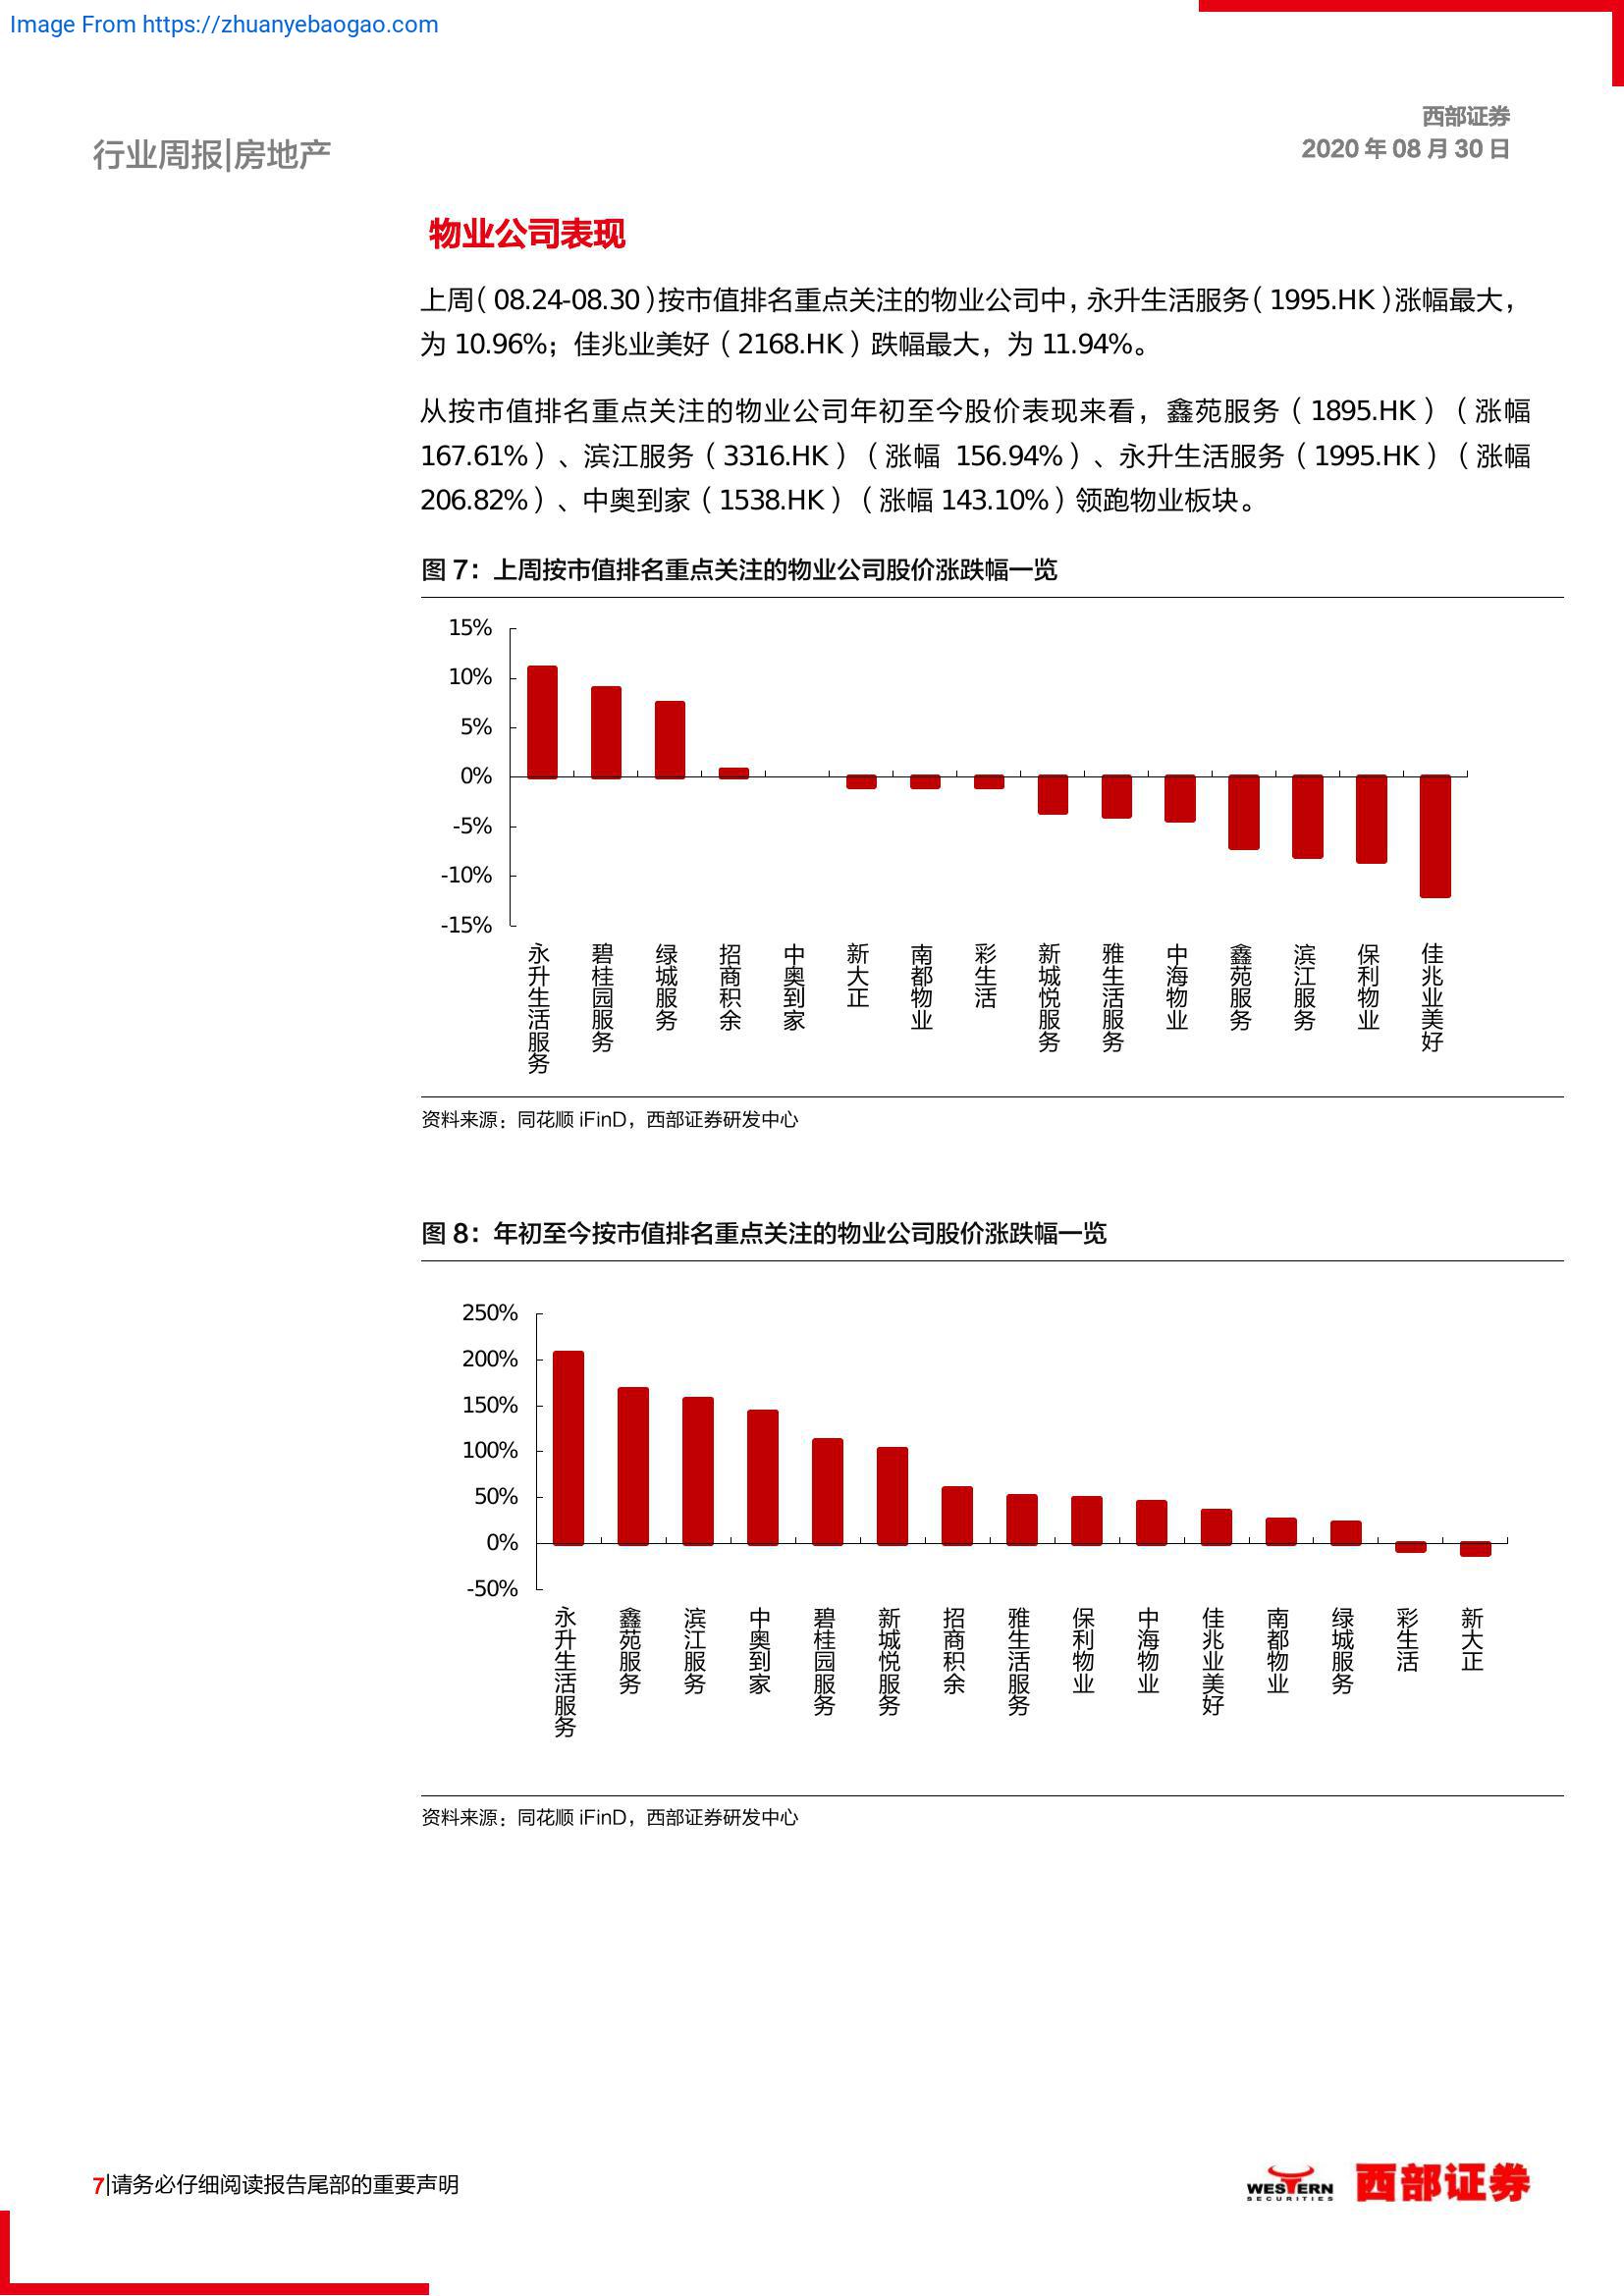 Image From https://zhuanyebaogao.com
西部证券
行业周报|房地产
2020 年 08 月 30 日
物业公司表现
上周（08.24-08.30）按市值排名重点关注的物业公司中，永升生活服务（1995.HK）涨幅最大，
为 10.96%；佳兆业美好（2168.HK）跌幅最大，为 11.94%。
从按市值排名重点关注的物业公司年初至今股价表现来看，鑫苑服务（1895.HK）（涨幅
167.61%）、滨江服务（3316.HK）（涨幅 156.94%）、永升生活服务（1995.HK）（涨幅
206.82%）、中奥到家（1538.HK）（涨幅 143.10%）领跑物业板块。
图 7：上周按市值排名重点关注的物业公司股价涨跌幅一览
15%
10%
5%
0%
-5%
-10%
-15%
永升生活服务
碧桂园服务
绿城服务
招商积余
中奥到家
新大正
南都物业
彩生活
新城悦服务
雅生活服务
中海物业
鑫苑服务
滨江服务
保利物业
佳兆业美好
资料来源：同花顺 iFinD，西部证券研发中心
图 8：年初至今按市值排名重点关注的物业公司股价涨跌幅一览
250%
200%
150%
100%
50%
0%
-50%
永升生活服务
鑫苑服务
滨江服务
中奥到家
碧桂园服务
新城悦服务
招商积余
雅生活服务
保利物业
中海物业
佳兆业美好
南都物业
绿城服务
彩生活
新大正
资料来源：同花顺 iFinD，西部证券研发中心
7|请务必仔细阅读报告尾部的重要声明
WESTERN
SECURITIES
西部证券